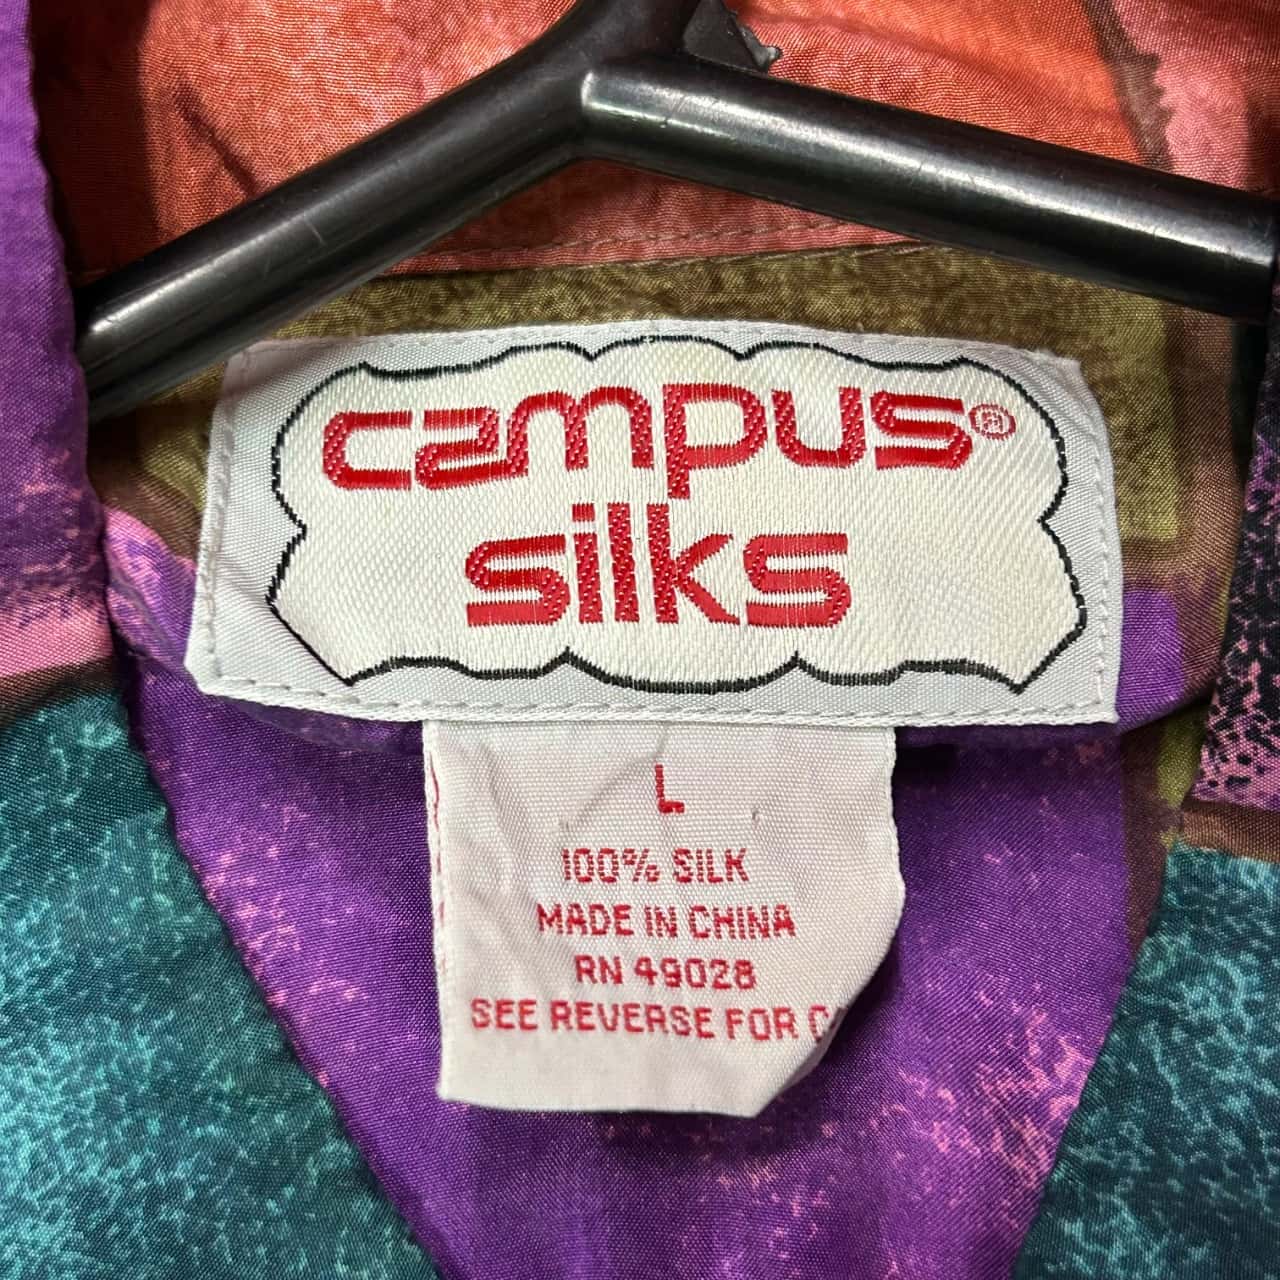 campus®
silks
L
100% SILK
MADE IN CHINA
RN 49028
SEE REVERSE FOR